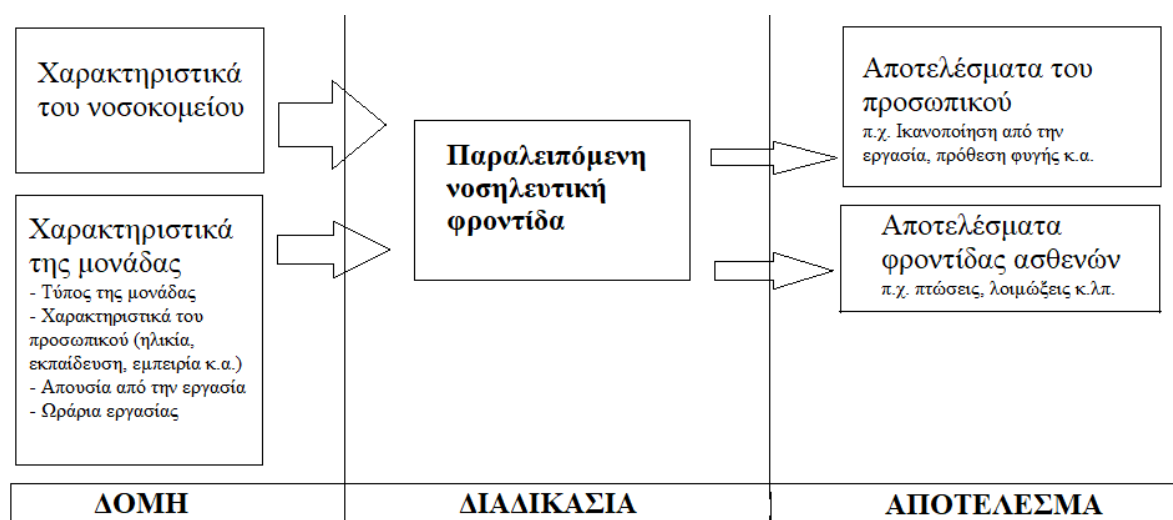 Χαρακτηριστικά
του νοσοκομείου
Χαρακτηριστικά
της μονάδας
- Τύπος της μονάδας
- Χαρακτηριστικά του
προσωπικού (ηλικία,
εκπαίδευση, εμπειρία κ.α.)
- Απουσία από την εργασία
- Ωράρια εργασίας
Παραλειπόμενη
νοσηλευτική
φροντίδα
Αποτελέσματα του
προσωπικού
π.χ. Ικανοποίηση από την
εργασία, πρόθεση φυγής κ.α.
Αποτελέσματα
φροντίδας ασθενών
π.χ. πτώσεις, λοιμώξεις κ.λπ.
ΔΟΜΗ
ΔΙΑΔΙΚΑΣΙΑ
ΑΠΟΤΕΛΕΣΜΑ